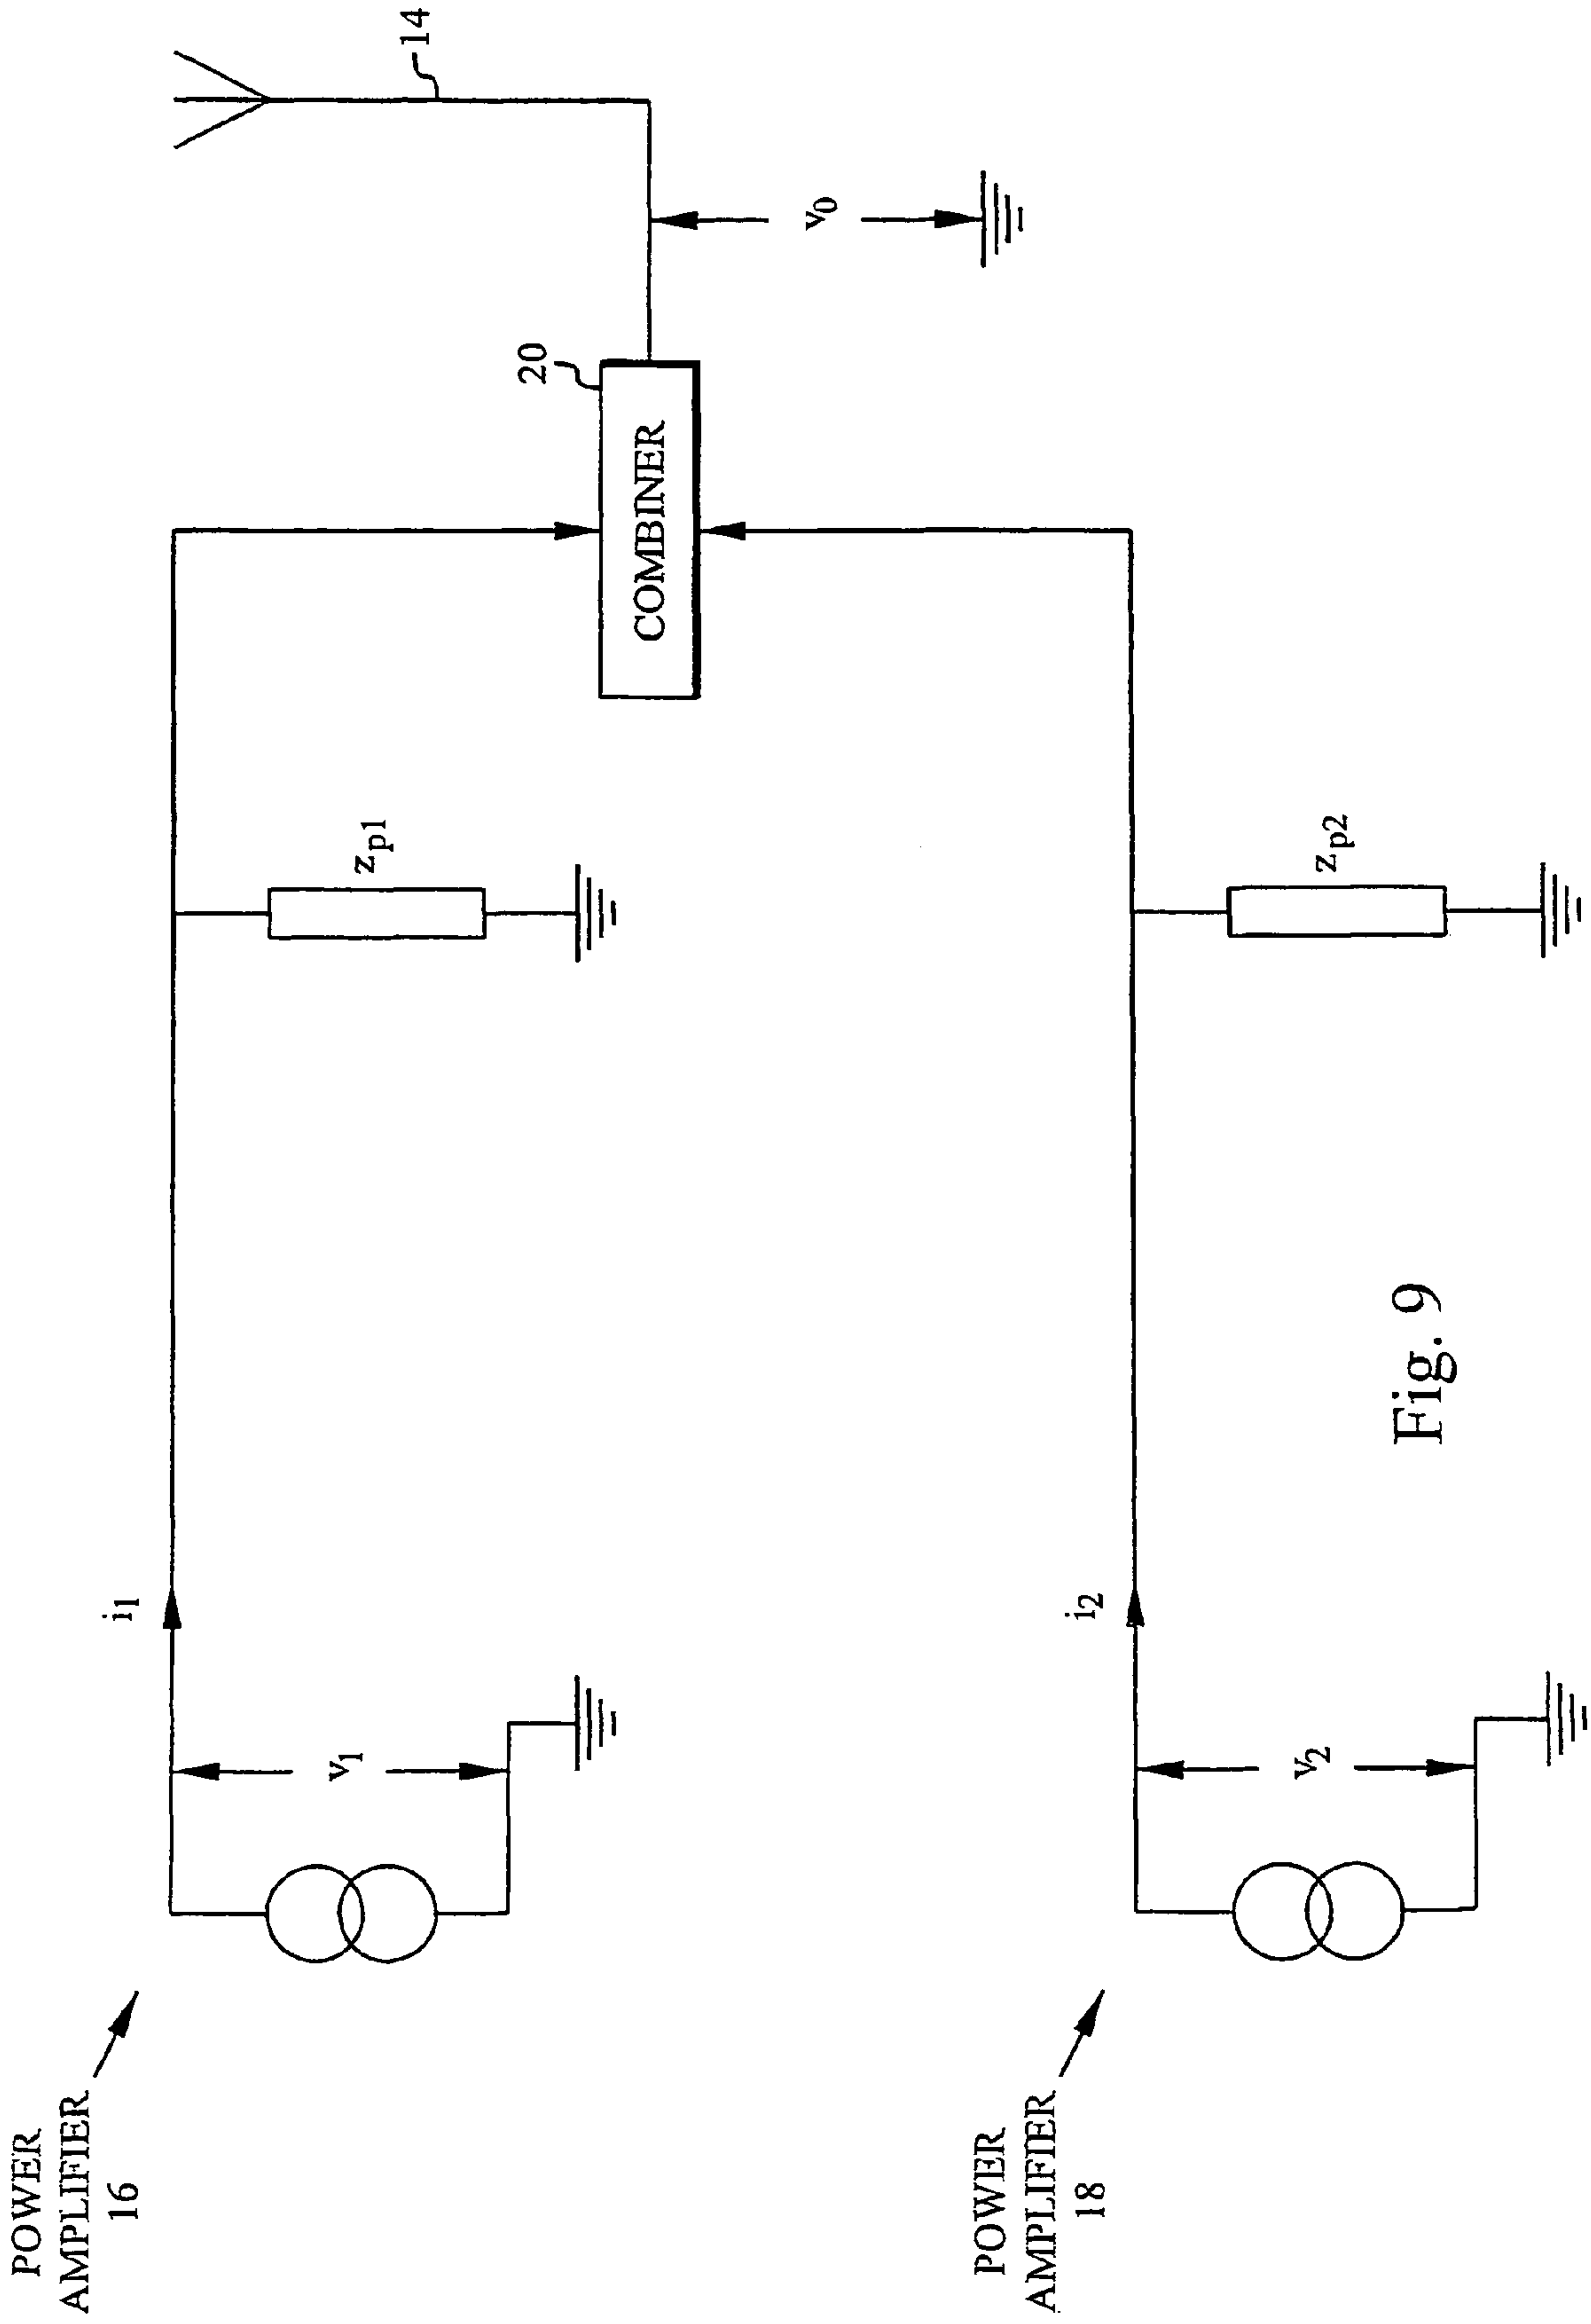 POWER
AMPLIFIER
16
i1
v1
zp1
20
COMBINER
14
v0
POWER
AMPLIFIER
18
i2
v2
zp2
Fig. 9